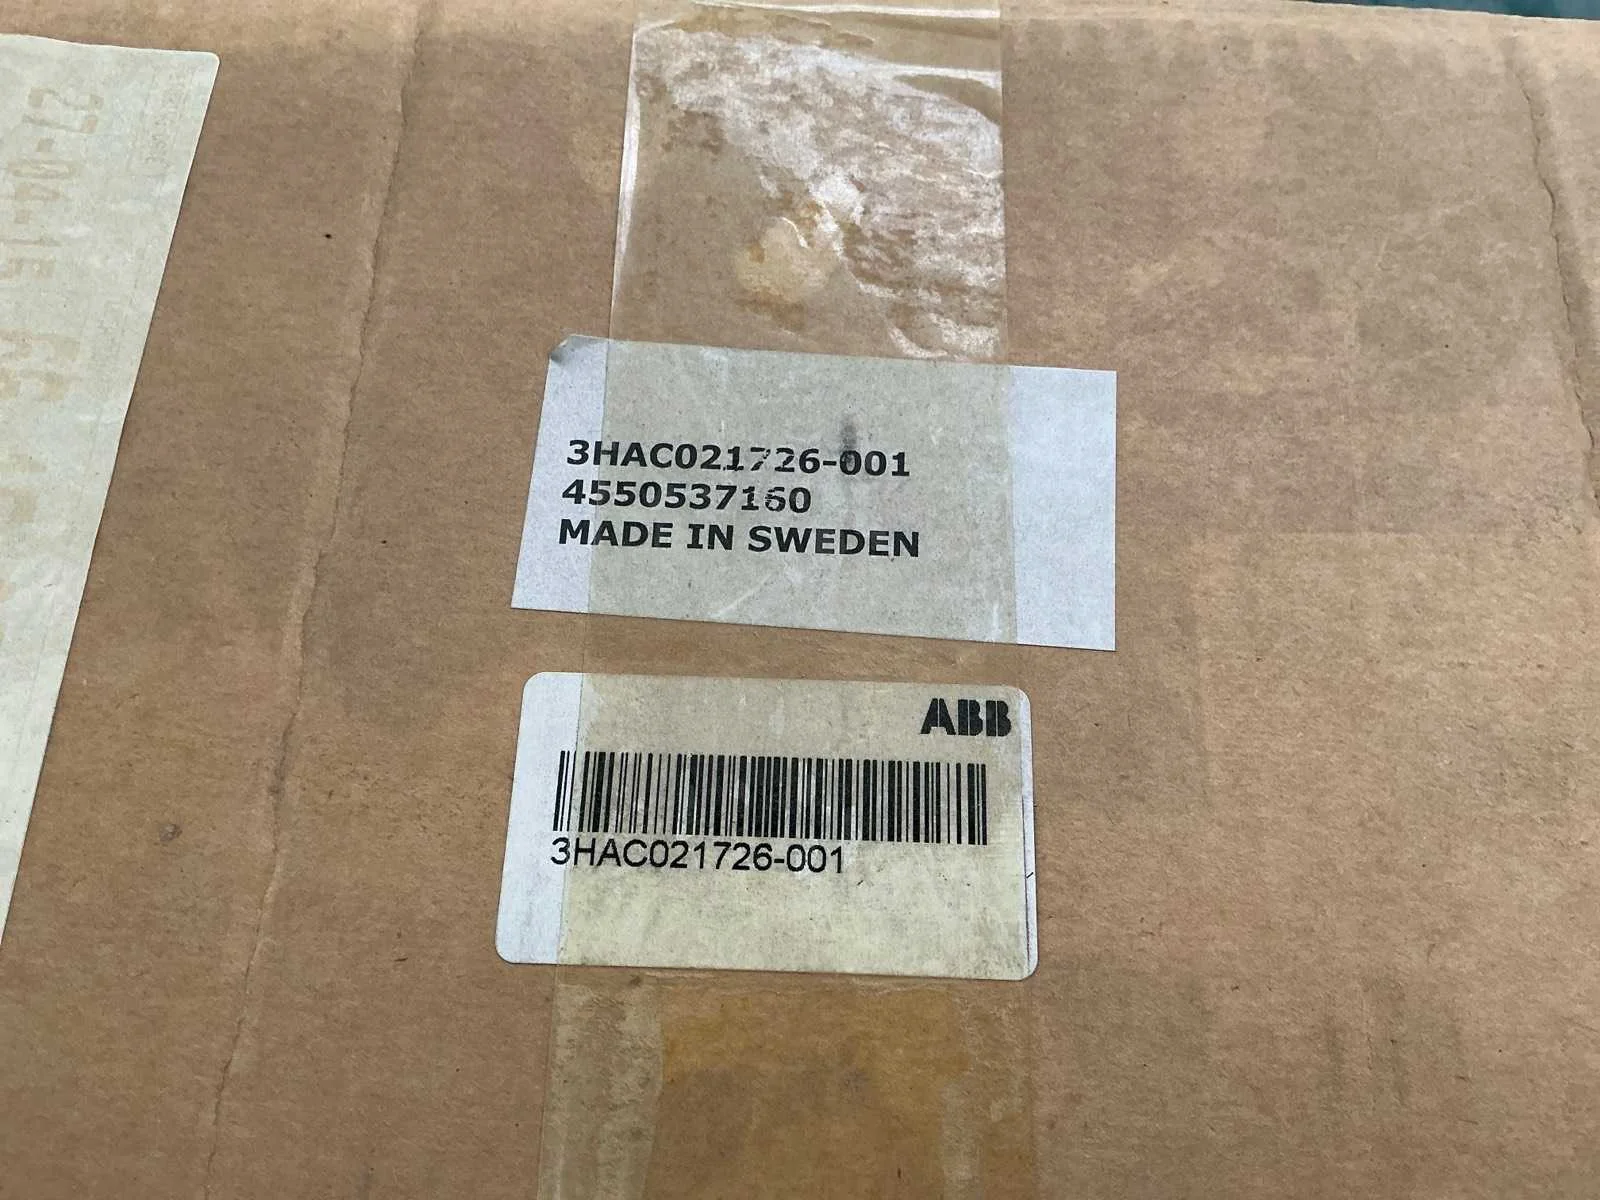 3HAC021726-001
4550537160
MADE IN SWEDEN
ABB
3HAC021726-001